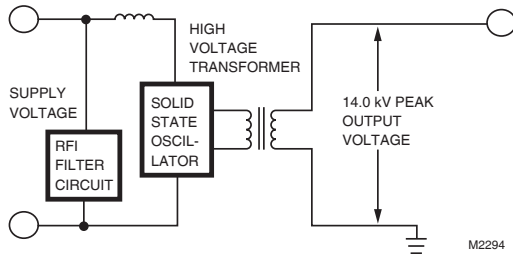 HIGH
VOLTAGE
TRANSFORMER
SUPPLY
VOLTAGE
SOLID
STATE
OSCIL-
LATOR
14.0 kV PEAK
OUTPUT
VOLTAGE
RFI
FILTER
CIRCUIT
M2294